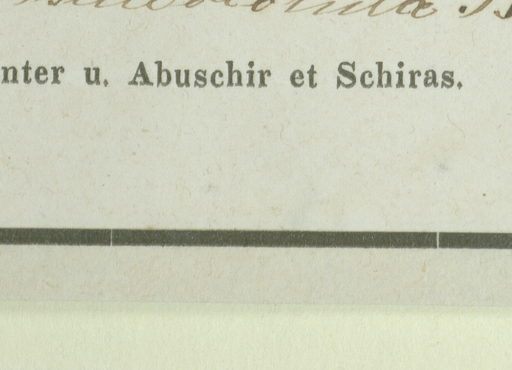 nter u. Abuschir et Schiras.